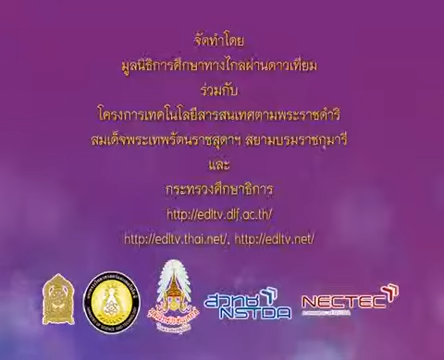 จัดทำโดย
มูลนิธิการศึกษาทางไกลผ่านดาวเทียม
ร่วมกับ
โครงการเทคโนโลยีสารสนเทศตามพระราชดำริ
สมเด็จพระเทพรัตนราชสุดาฯ สยามบรมราชกุมารี
และ
กระทรวงศึกษาธิการ
http://edltv.dlf.ac.th/
http://edltv.thai.net/, http://edltv.net/
สวทช
NSTDA
NECTEC